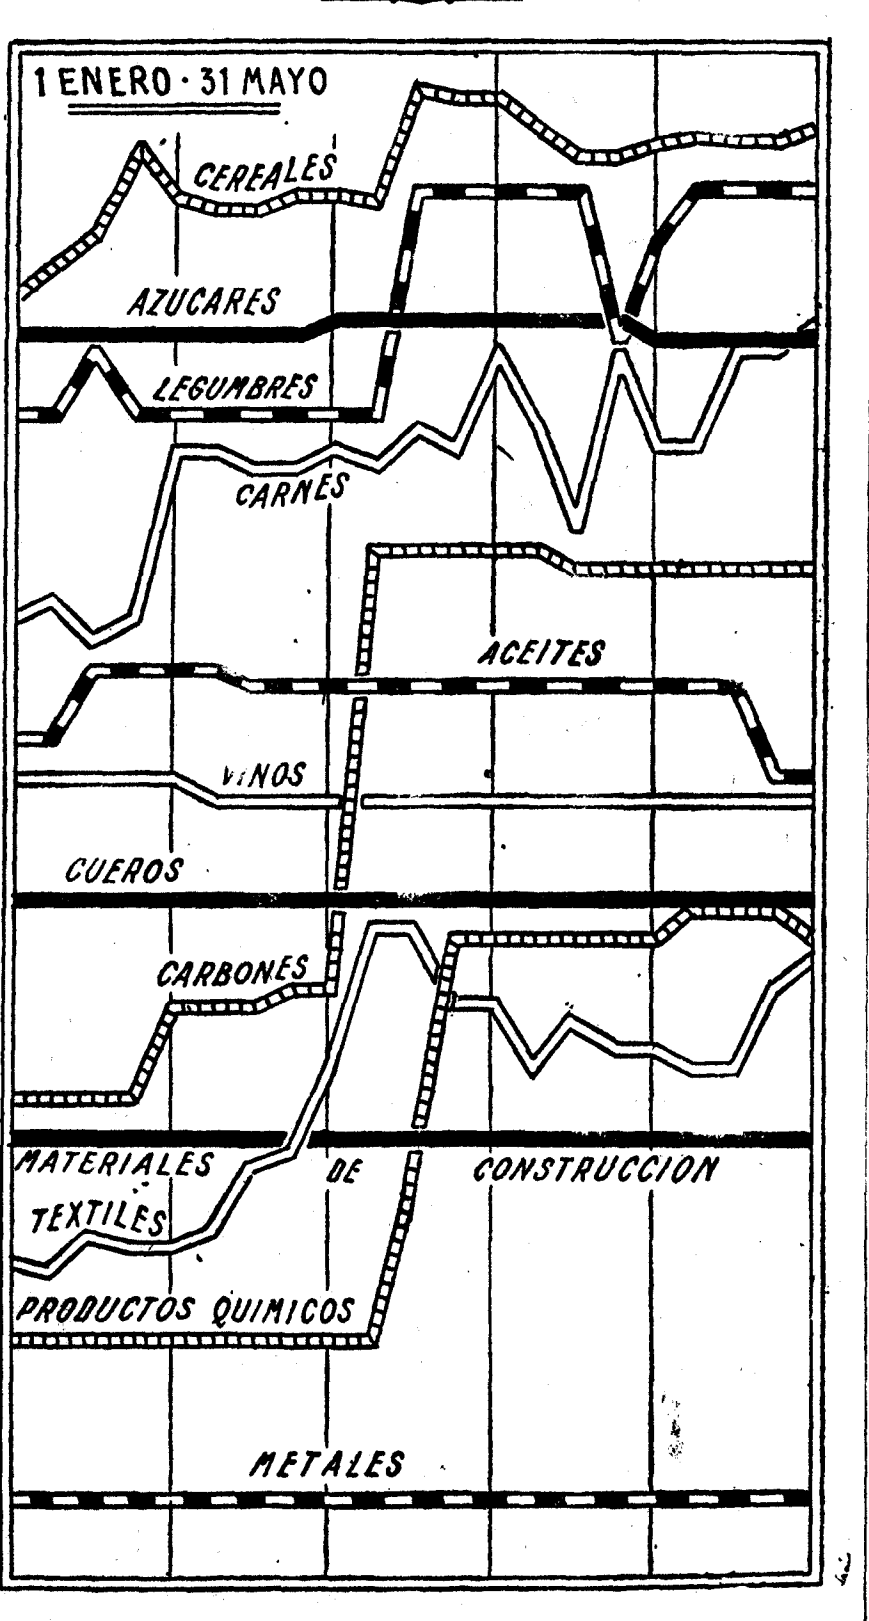 1 ENERO · 31 MAYO
CEREALES
AZUCARES
LEGUMBRES
CARNES
ACEITES
VINOS
CUEROS
CARBONES
MATERIALES DE CONSTRUCCION
TEXTILES
PRODUCTOS QUIMICOS
METALES